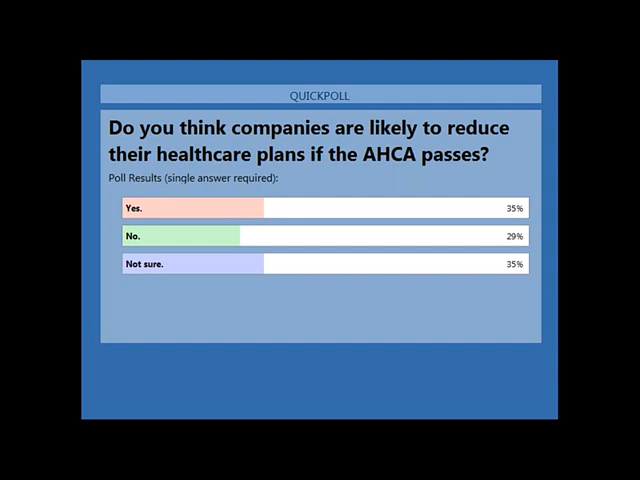 QUICKPOLL
Do you think companies are likely to reduce
their healthcare plans if the AHCA passes?
Poll Results (single answer required):
Yes. 35%
No. 29%
Not sure. 35%